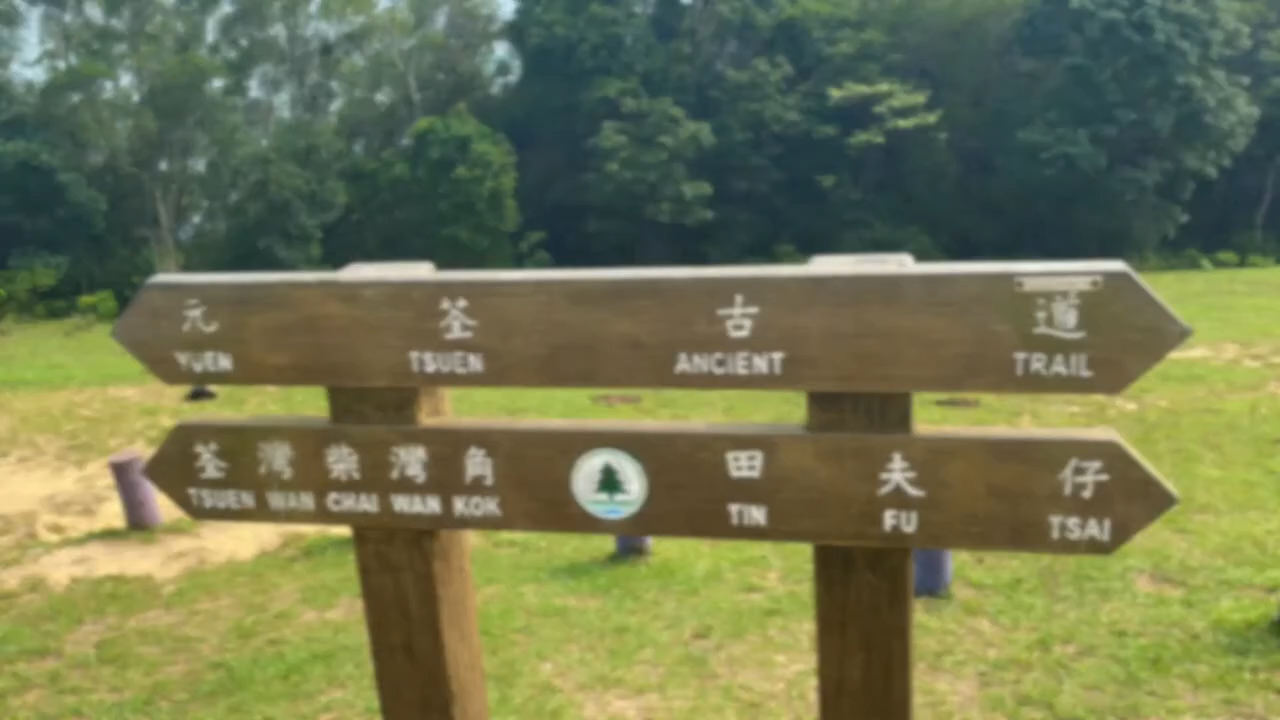 元 荃 古 道
YUEN TSUEN ANCIENT TRAIL
荃 灣 柴 灣 角 田 夫 仔
TSUEN WAN CHAI WAN KOK TIN FU TSAI